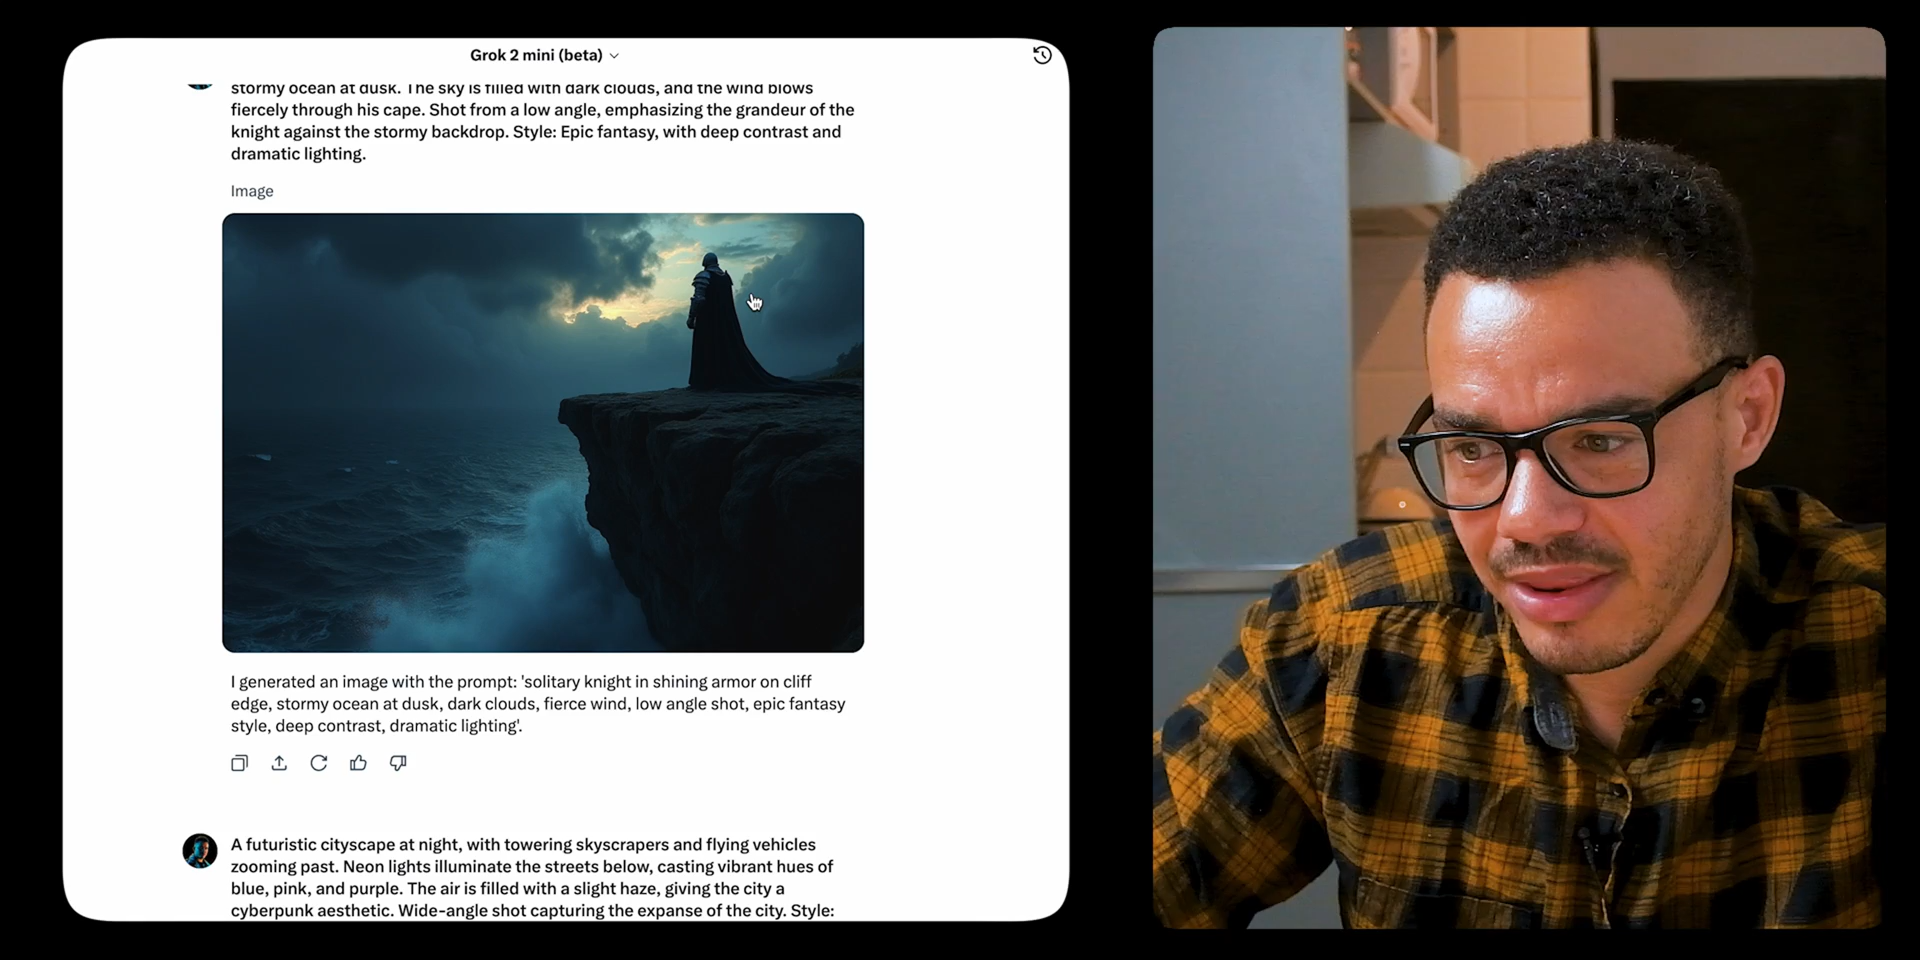 Grok 2 mini (beta)
stormy ocean at dusk. The sky is filled with dark clouds, and the wind blows
fiercely through his cape. Shot from a low angle, emphasizing the grandeur of the
knight against the stormy backdrop. Style: Epic fantasy, with deep contrast and
dramatic lighting.
Image
I generated an image with the prompt: 'solitary knight in shining armor on cliff
edge, stormy ocean at dusk, dark clouds, fierce wind, low angle shot, epic fantasy
style, deep contrast, dramatic lighting'.
A futuristic cityscape at night, with towering skyscrapers and flying vehicles
zooming past. Neon lights illuminate the streets below, casting vibrant hues of
blue, pink, and purple. The air is filled with a slight haze, giving the city a
cyberpunk aesthetic. Wide-angle shot capturing the expanse of the city. Style: